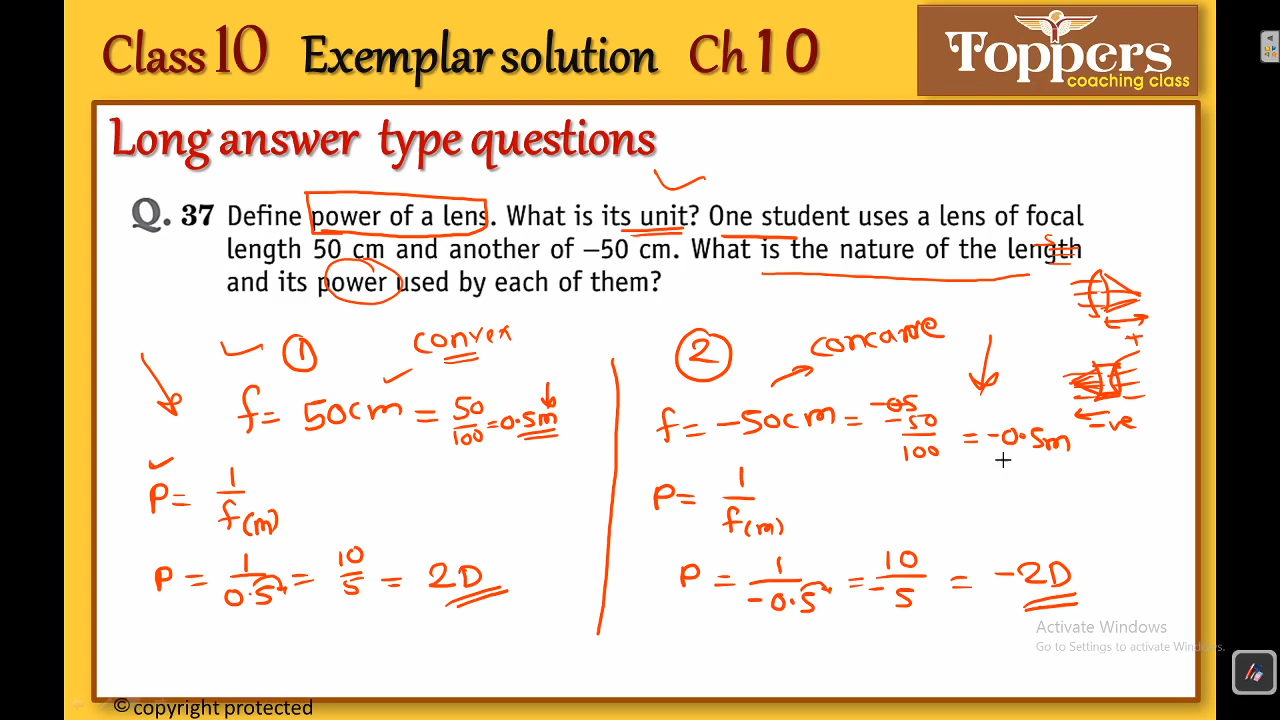 Class 10 Exemplar solution Ch 10
TOPPERS
coaching class
Long answer type questions
Q. 37 Define power of a lens. What is its unit? One student uses a lens of focal
length 50 cm and another of −50 cm. What is the nature of the length
and its power used by each of them?
①
convex
f = 50cm = 50/100 = 0.5m
P = 1/f(m)
P = 1/0.5 = 10/5 = 2D
②
concave
f = -50cm = -50/100 = -0.5m
P = 1/f(m)
P = 1/-0.5 = 10/-5 = -2D
+
-ve
Activate Windows
Go to Settings to activate Windows.
© copyright protected